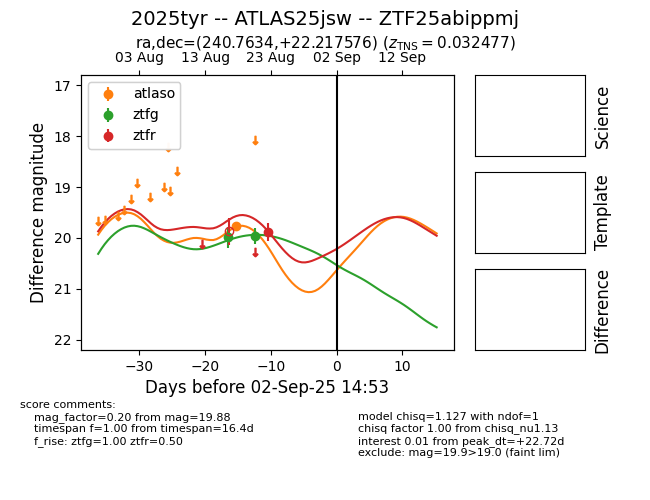 2025tyr -- ATLAS25jsw -- ZTF25abippmj
ra,dec=(240.7634,+22.217576) (z_TNS = 0.032477)
03 Aug 13 Aug 23 Aug 02 Sep 12 Sep
atlaso
ztfg
ztfr
17
18
19
20
21
22
Difference magnitude
−30 −20 −10 0 10
Days before 02-Sep-25 14:53
Science
Template
Difference
score comments:
mag_factor=0.20 from mag=19.88
timespan f=1.00 from timespan=16.4d
f_rise: ztfg=1.00 ztfr=0.50
model chisq=1.127 with ndof=1
chisq factor 1.00 from chisq_nu1.13
interest 0.01 from peak_dt=+22.72d
exclude: mag=19.9>19.0 (faint lim)